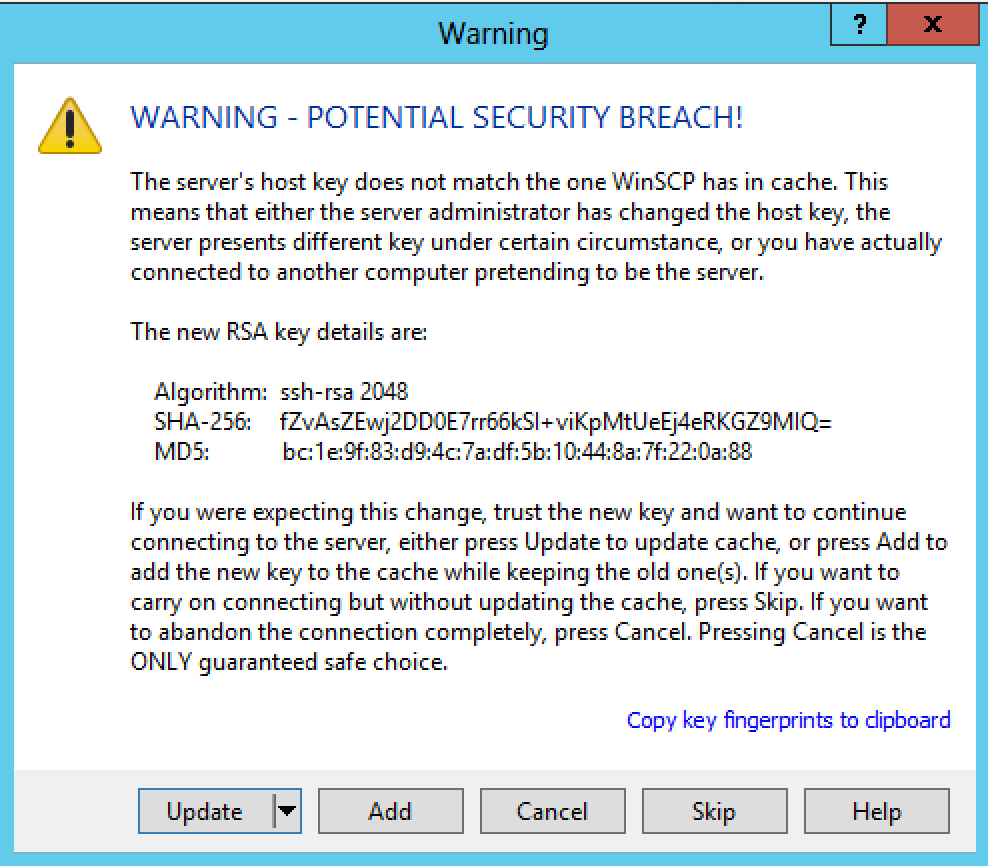 Warning
?
x
WARNING - POTENTIAL SECURITY BREACH!
The server's host key does not match the one WinSCP has in cache. This
means that either the server administrator has changed the host key, the
server presents different key under certain circumstance, or you have actually
connected to another computer pretending to be the server.
The new RSA key details are:
Algorithm: ssh-rsa 2048
SHA-256: fZvAsZEwj2DD0E7rr66kSl+viKpMtUeEj4eRKGZ9MIQ=
MD5: bc:1e:9f:83:d9:4c:7a:df:5b:10:44:8a:7f:22:0a:88
If you were expecting this change, trust the new key and want to continue
connecting to the server, either press Update to update cache, or press Add to
add the new key to the cache while keeping the old one(s). If you want to
carry on connecting but without updating the cache, press Skip. If you want
to abandon the connection completely, press Cancel. Pressing Cancel is the
ONLY guaranteed safe choice.
Copy key fingerprints to clipboard
Update
Add
Cancel
Skip
Help